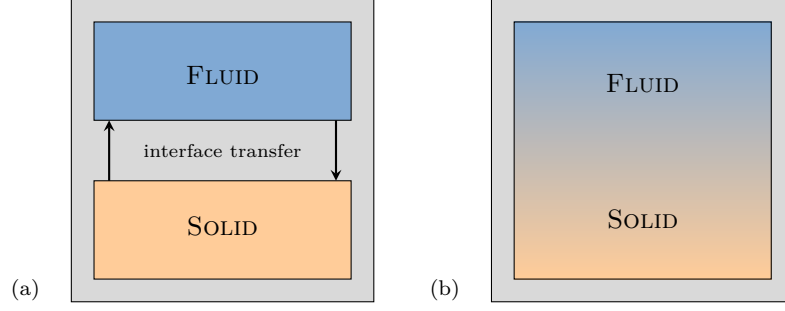 FLUID
interface transfer
SOLID
(a)
FLUID
SOLID
(b)